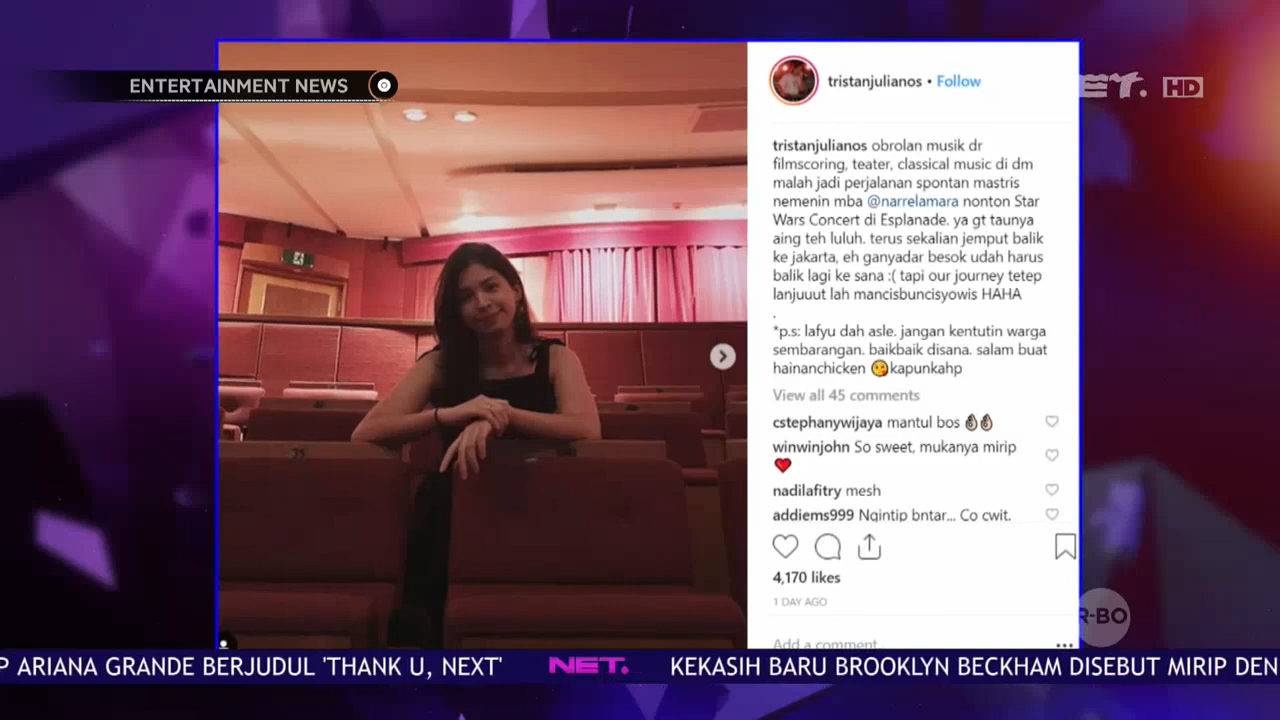 ENTERTAINMENT NEWS
NET. HD
tristanjulianos • Follow
tristanjulianos obrolan musik dr
filmscoring, teater, classical music di dm
malah jadi perjalanan spontan mastris
nemenin mba @narrelamara nonton Star
Wars Concert di Esplanade. ya gt taunya
aing teh luluh. terus sekalian jemput balik
ke jakarta, eh ganyadar besok udah harus
balik lagi ke sana :( tapi our journey tetep
lanjuuut lah mancisbuncisyowis HAHA
.
*p.s: lafyu dah asle. jangan kentutin warga
sembarangan. baikbaik disana. salam buat
hainanchicken 😘kapunkahp
View all 45 comments
cstephanywijaya mantul bos 👌👌
winwinjohn So sweet, mukanya mirip
❤️
nadilafitry mesh
addiems999 Ngintip bntar... Co cwit.
4,170 likes
1 DAY AGO
Add a comment
R-BO
35
P ARIANA GRANDE BERJUDUL 'THANK U, NEXT' NET. KEKASIH BARU BROOKLYN BECKHAM DISEBUT MIRIP DEN